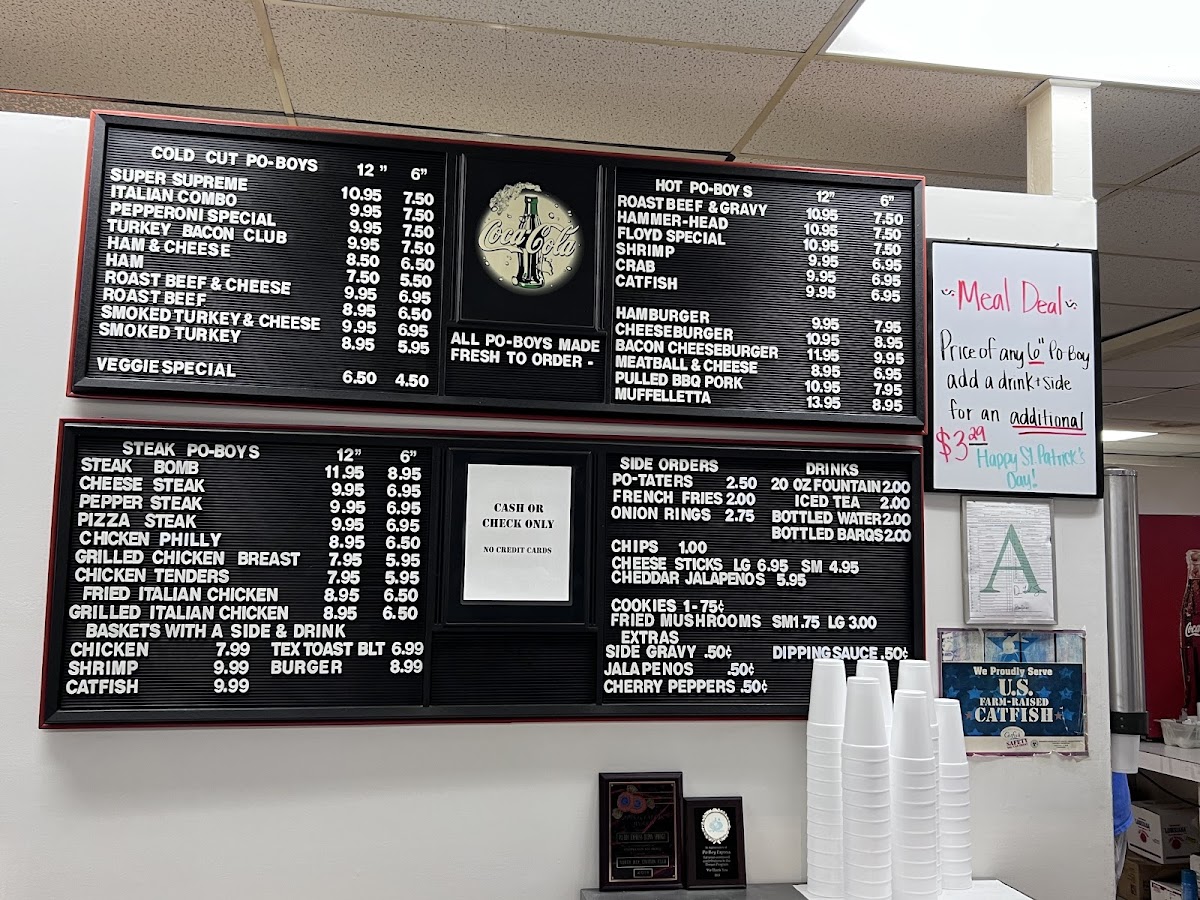 COLD CUT PO-BOYS 12" 6"
SUPER SUPREME 10.95 7.50
ITALIAN COMBO 9.95 7.50
PEPPERONI SPECIAL 9.95 7.50
TURKEY BACON CLUB 9.95 7.50
HAM & CHEESE 8.50 6.50
HAM 7.50 5.50
ROAST BEEF & CHEESE 9.95 6.95
ROAST BEEF 8.95 6.50
SMOKED TURKEY & CHEESE 9.95 6.95
SMOKED TURKEY 8.95 5.95
VEGGIE SPECIAL 6.50 4.50
Coca-Cola
ALL PO-BOYS MADE
FRESH TO ORDER -
HOT PO-BOYS 12" 6"
ROAST BEEF & GRAVY 10.95 7.50
HAMMER-HEAD 10.95 7.50
FLOYD SPECIAL 10.95 7.50
SHRIMP 9.95 6.95
CRAB 9.95 6.95
CATFISH 9.95 6.95
HAMBURGER 9.95 7.95
CHEESEBURGER 10.95 8.95
BACON CHEESEBURGER 11.95 9.95
MEATBALL & CHEESE 8.95 6.95
PULLED BBQ PORK 10.95 7.95
MUFFELLETTA 13.95 8.95
Meal Deal
Price of any 6" Po-Boy
add a drink + side
for an additional
$3.29
Happy St. Patrick's
Day!
STEAK PO-BOYS 12" 6"
STEAK BOMB 11.95 8.95
CHEESE STEAK 9.95 6.95
PEPPER STEAK 9.95 6.95
PIZZA STEAK 9.95 6.95
CHICKEN PHILLY 8.95 6.50
GRILLED CHICKEN BREAST 7.95 5.95
CHICKEN TENDERS 7.95 5.95
FRIED ITALIAN CHICKEN 8.95 6.50
GRILLED ITALIAN CHICKEN 8.95 6.50
BASKETS WITH A SIDE & DRINK
CHICKEN 7.99 TEX TOAST BLT 6.99
SHRIMP 9.99 BURGER 8.99
CATFISH 9.99
CASH OR
CHECK ONLY
NO CREDIT CARDS
SIDE ORDERS DRINKS
PO-TATERS 2.50 20 OZ FOUNTAIN 2.00
FRENCH FRIES 2.00 ICED TEA 2.00
ONION RINGS 2.75 BOTTLED WATER 2.00
BOTTLED BARQS 2.00
CHIPS 1.00
CHEESE STICKS LG 6.95 SM 4.95
CHEDDAR JALAPENOS 5.95
COOKIES 1-75¢
FRIED MUSHROOMS SM1.75 LG 3.00
EXTRAS
SIDE GRAVY .50¢ DIPPING SAUCE .50¢
JALAPENOS .50¢
CHERRY PEPPERS .50¢
A
We Proudly Serve
U.S.
FARM-RAISED
CATFISH